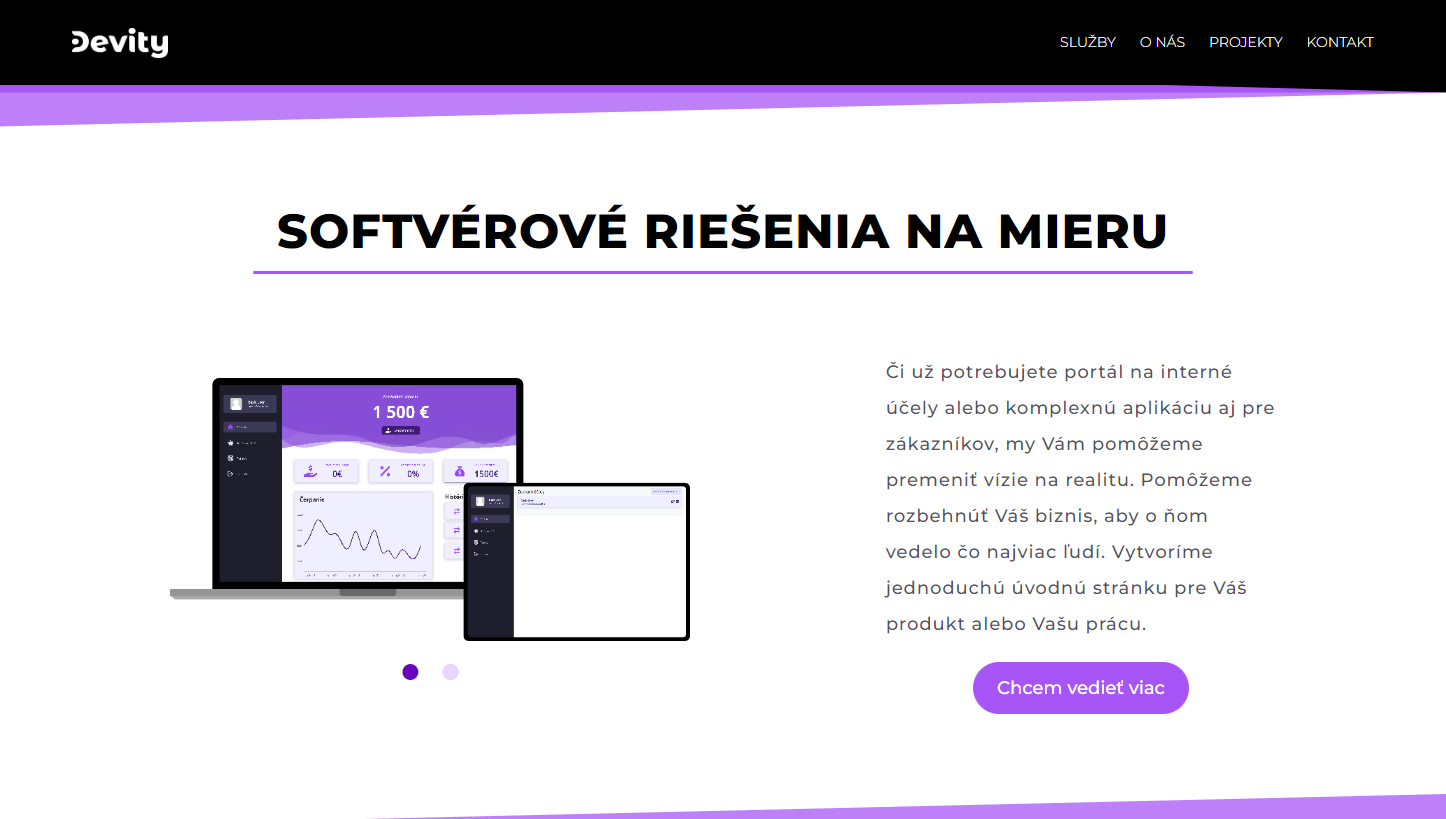 Devity
SLUŽBY O NÁS PROJEKTY KONTAKT
SOFTVÉROVÉ RIEŠENIA NA MIERU
Či už potrebujete portál na interné
účely alebo komplexnú aplikáciu aj pre
zákazníkov, my Vám pomôžeme
premeniť vízie na realitu. Pomôžeme
rozbehnúť Váš biznis, aby o ňom
vedelo čo najviac ľudí. Vytvoríme
jednoduchú úvodnú stránku pre Váš
produkt alebo Vašu prácu.
Chcem vedieť viac
1 500 €
0€ 0% 1500€
Čerpanie